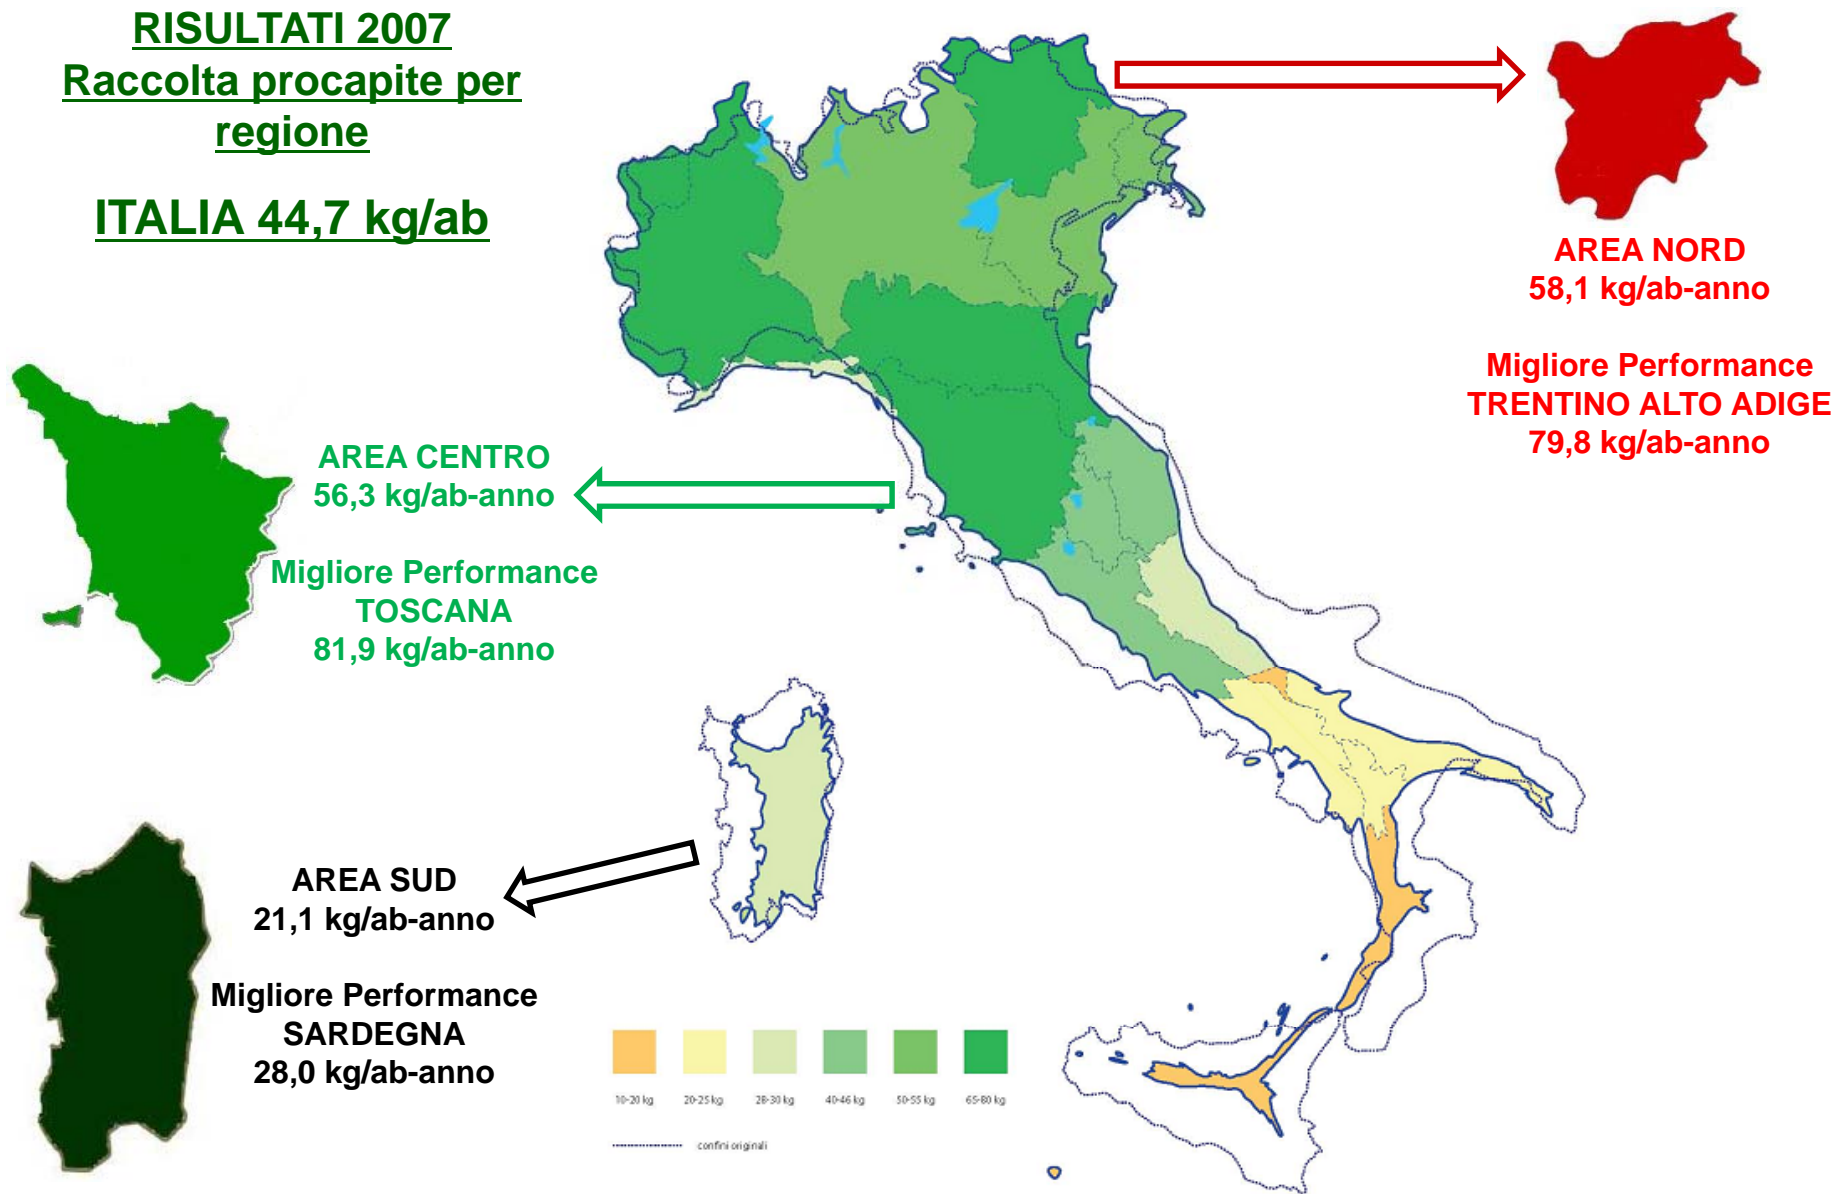 RISULTATI 2007
Raccolta procapite per
regione
ITALIA 44,7 kg/ab
AREA NORD
58,1 kg/ab-anno
Migliore Performance
TRENTINO ALTO ADIGE
79,8 kg/ab-anno
AREA CENTRO
56,3 kg/ab-anno
Migliore Performance
TOSCANA
81,9 kg/ab-anno
AREA SUD
21,1 kg/ab-anno
Migliore Performance
SARDEGNA
28,0 kg/ab-anno
10-20 kg 20-25 kg 28-30 kg 40-46 kg 50-55 kg 65-80 kg
confini originali